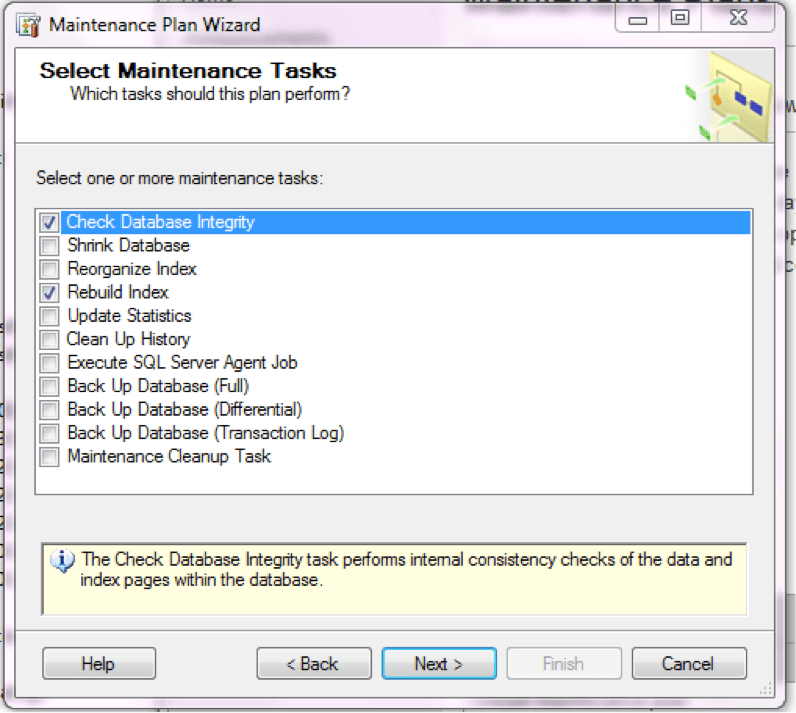 Maintenance Plan Wizard
Select Maintenance Tasks
Which tasks should this plan perform?
Select one or more maintenance tasks:
Check Database Integrity
Shrink Database
Reorganize Index
Rebuild Index
Update Statistics
Clean Up History
Execute SQL Server Agent Job
Back Up Database (Full)
Back Up Database (Differential)
Back Up Database (Transaction Log)
Maintenance Cleanup Task
The Check Database Integrity task performs internal consistency checks of the data and
index pages within the database.
Help
< Back
Next >
Finish
Cancel